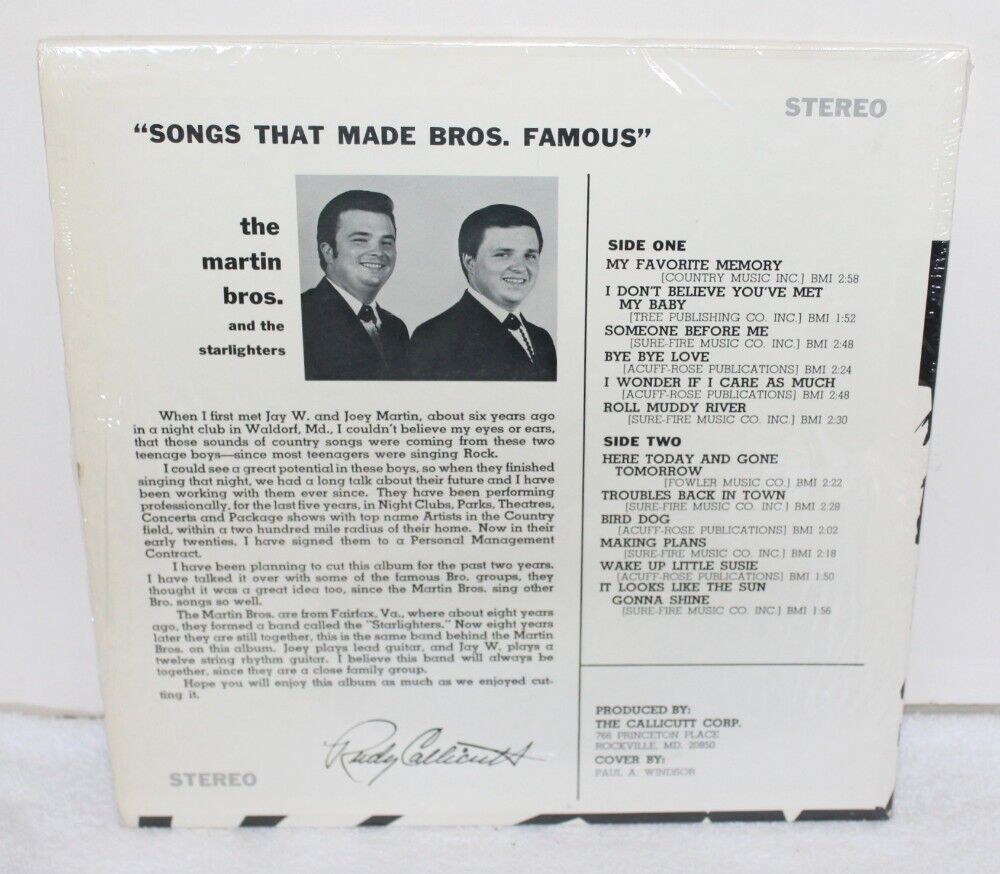 STEREO
"SONGS THAT MADE BROS. FAMOUS"
the
martin
bros.
and the
starlighters
When I first met Jay W. and Joey Martin, about six years ago
in a night club in Waldorf, Md., I couldn't believe my eyes or ears,
that those sounds of country songs were coming from these two
teenage boys—since most teenagers were singing Rock.
I could see a great potential in these boys, so when they finished
singing that night, we had a long talk about their future and I have
been working with them ever since. They have been performing
professionally, for the last five years, in Night Clubs, Parks, Theatres,
Concerts and Package shows with top name Artists in the Country
field, within a two hundred mile radius of their home. Now in their
early twenties, I have signed them to a Personal Management
Contract.
I have been planning to cut this album for the past two years.
I have talked it over with some of the famous Bro. groups, they
thought it was a great idea too, since the Martin Bros. sing other
Bro. songs so well.
The Martin Bros. are from Fairfax, Va., where about eight years
ago, they formed a band called the "Starlighters." Now eight years
later they are still together, this is the same band behind the Martin
Bros. on this album. Joey plays lead guitar, and Jay W. plays a
twelve string rhythm guitar. I believe this band will always be
together, since they are a close family group.
Hope you will enjoy this album as much as we enjoyed cut-
ting it.
Rudy Callicutt
STEREO
SIDE ONE
MY FAVORITE MEMORY
[COUNTRY MUSIC INC.] BMI 2:58
I DON'T BELIEVE YOU'VE MET
MY BABY
[TREE PUBLISHING CO. INC.] BMI 1:52
SOMEONE BEFORE ME
[SURE-FIRE MUSIC CO. INC.] BMI 2:48
BYE BYE LOVE
[ACUFF-ROSE PUBLICATIONS] BMI 2:24
I WONDER IF I CARE AS MUCH
[ACUFF-ROSE PUBLICATIONS] BMI 2:48
ROLL MUDDY RIVER
[SURE-FIRE MUSIC CO. INC.] BMI 2:30
SIDE TWO
HERE TODAY AND GONE
TOMORROW
[FOWLER MUSIC CO.] BMI 2:22
TROUBLES BACK IN TOWN
[SURE-FIRE MUSIC CO. INC.] BMI 2:28
BIRD DOG
[ACUFF-ROSE PUBLICATIONS] BMI 2:02
MAKING PLANS
[SURE-FIRE MUSIC CO. INC.] BMI 2:18
WAKE UP LITTLE SUSIE
[ACUFF-ROSE PUBLICATIONS] BMI 1:50
IT LOOKS LIKE THE SUN
GONNA SHINE
[SURE-FIRE MUSIC CO. INC.] BMI 1:56
PRODUCED BY:
THE CALLICUTT CORP.
766 PRINCETON PLACE
ROCKVILLE, MD. 20850
COVER BY:
PAUL A. WINDSOR